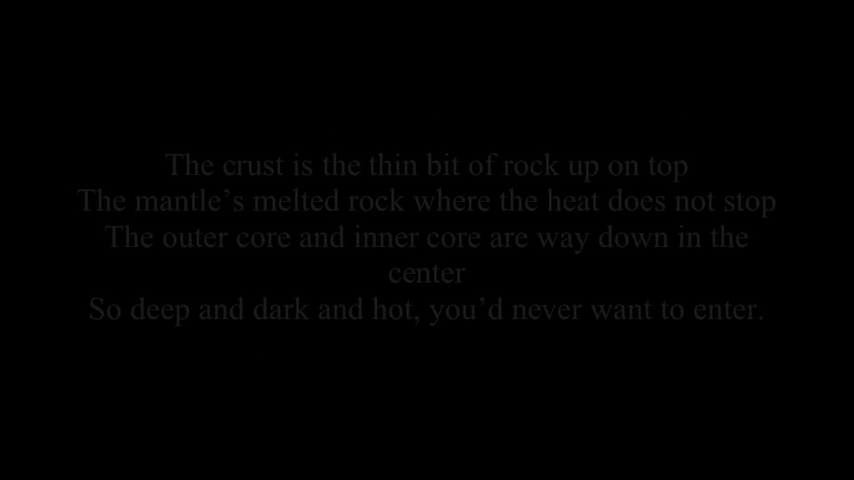 The crust is the thin bit of rock up on top
The mantle’s melted rock where the heat does not stop
The outer core and inner core are way down in the
center
So deep and dark and hot, you’d never want to enter.